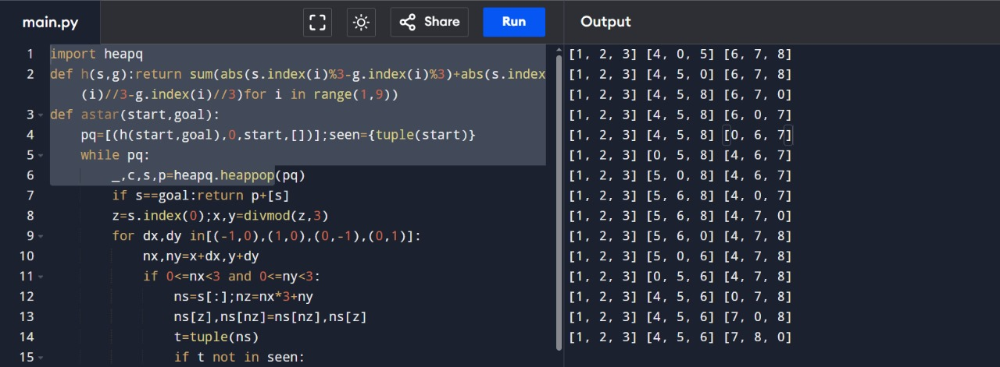 main.py
Share
Run
Output
1 import heapq
2 def h(s,g):return sum(abs(s.index(i)%3-g.index(i)%3)+abs(s.index
(i)//3-g.index(i)//3)for i in range(1,9))
3 def astar(start,goal):
4 pq=[(h(start,goal),0,start,[])];seen={tuple(start)}
5 while pq:
6 _,c,s,p=heapq.heappop(pq)
7 if s==goal:return p+[s]
8 z=s.index(0);x,y=divmod(z,3)
9 for dx,dy in[(-1,0),(1,0),(0,-1),(0,1)]:
10 nx,ny=x+dx,y+dy
11 if 0<=nx<3 and 0<=ny<3:
12 ns=s[:];nz=nx*3+ny
13 ns[z],ns[nz]=ns[nz],ns[z]
14 t=tuple(ns)
15 if t not in seen:
[1, 2, 3] [4, 0, 5] [6, 7, 8]
[1, 2, 3] [4, 5, 0] [6, 7, 8]
[1, 2, 3] [4, 5, 8] [6, 7, 0]
[1, 2, 3] [4, 5, 8] [6, 0, 7]
[1, 2, 3] [4, 5, 8] [0, 6, 7]
[1, 2, 3] [0, 5, 8] [4, 6, 7]
[1, 2, 3] [5, 0, 8] [4, 6, 7]
[1, 2, 3] [5, 6, 8] [4, 0, 7]
[1, 2, 3] [5, 6, 8] [4, 7, 0]
[1, 2, 3] [5, 6, 0] [4, 7, 8]
[1, 2, 3] [5, 0, 6] [4, 7, 8]
[1, 2, 3] [0, 5, 6] [4, 7, 8]
[1, 2, 3] [4, 5, 6] [0, 7, 8]
[1, 2, 3] [4, 5, 6] [7, 0, 8]
[1, 2, 3] [4, 5, 6] [7, 8, 0]